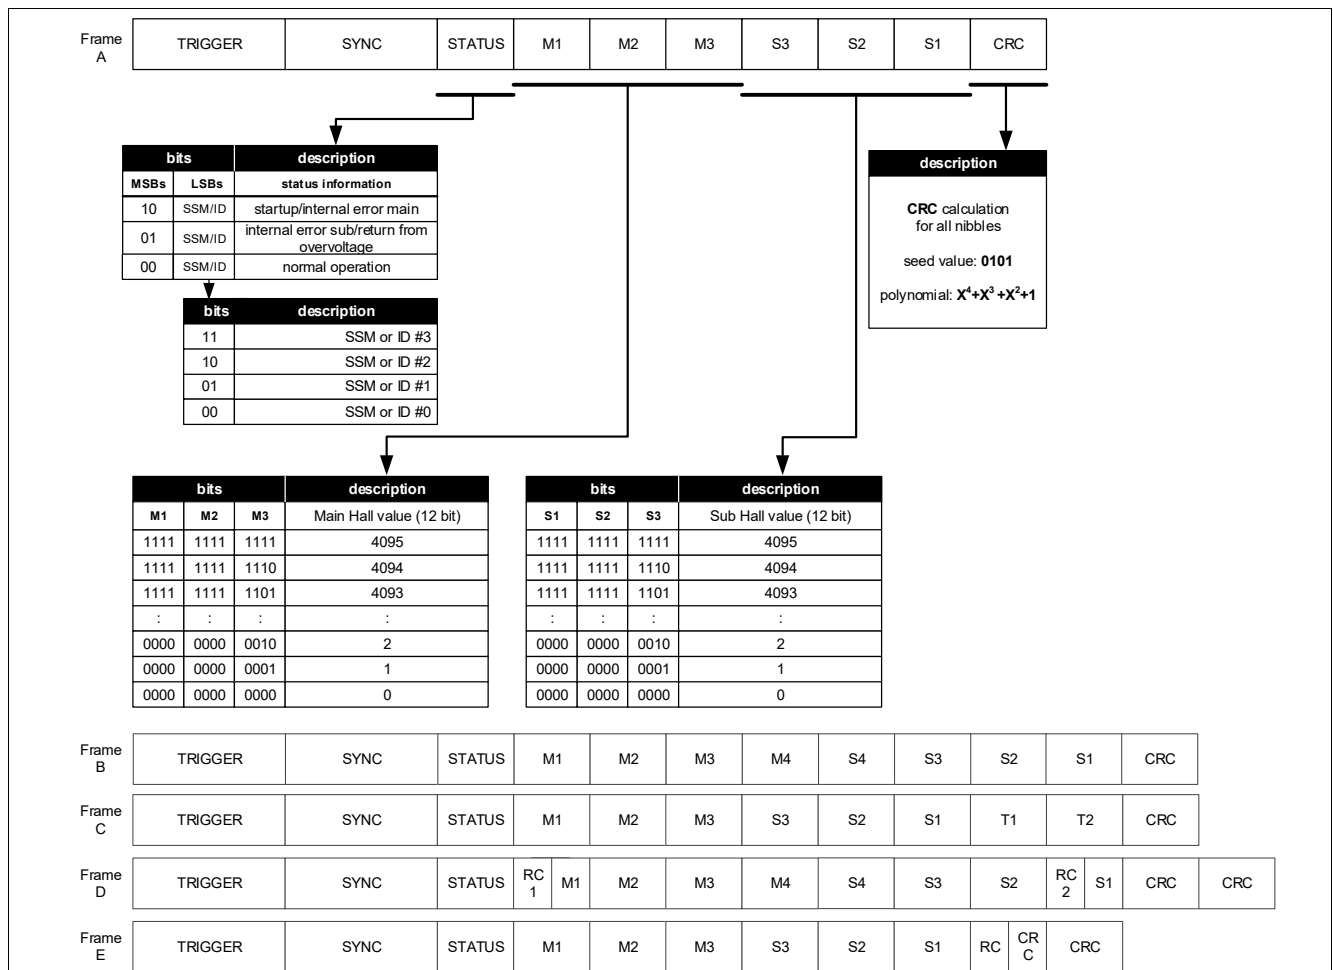 Frame A TRIGGER SYNC STATUS M1 M2 M3 S3 S2 S1 CRC
bits description
MSBs LSBs status information
10 SSM/ID startup/internal error main
01 SSM/ID internal error sub/return from
overvoltage
00 SSM/ID normal operation
bits description
11 SSM or ID #3
10 SSM or ID #2
01 SSM or ID #1
00 SSM or ID #0
description
CRC calculation
for all nibbles
seed value: 0101
polynomial: X⁴+X³+X²+1
bits description
M1 M2 M3 Main Hall value (12 bit)
1111 1111 1111 4095
1111 1111 1110 4094
1111 1111 1101 4093
: : : :
0000 0000 0010 2
0000 0000 0001 1
0000 0000 0000 0
bits description
S1 S2 S3 Sub Hall value (12 bit)
1111 1111 1111 4095
1111 1111 1110 4094
1111 1111 1101 4093
: : : :
0000 0000 0010 2
0000 0000 0001 1
0000 0000 0000 0
Frame B TRIGGER SYNC STATUS M1 M2 M3 M4 S4 S3 S2 S1 CRC
Frame C TRIGGER SYNC STATUS M1 M2 M3 S3 S2 S1 T1 T2 CRC
Frame D TRIGGER SYNC STATUS RC 1 M1 M2 M3 M4 S4 S3 S2 RC 2 S1 CRC CRC
Frame E TRIGGER SYNC STATUS M1 M2 M3 S3 S2 S1 RC CR C CRC